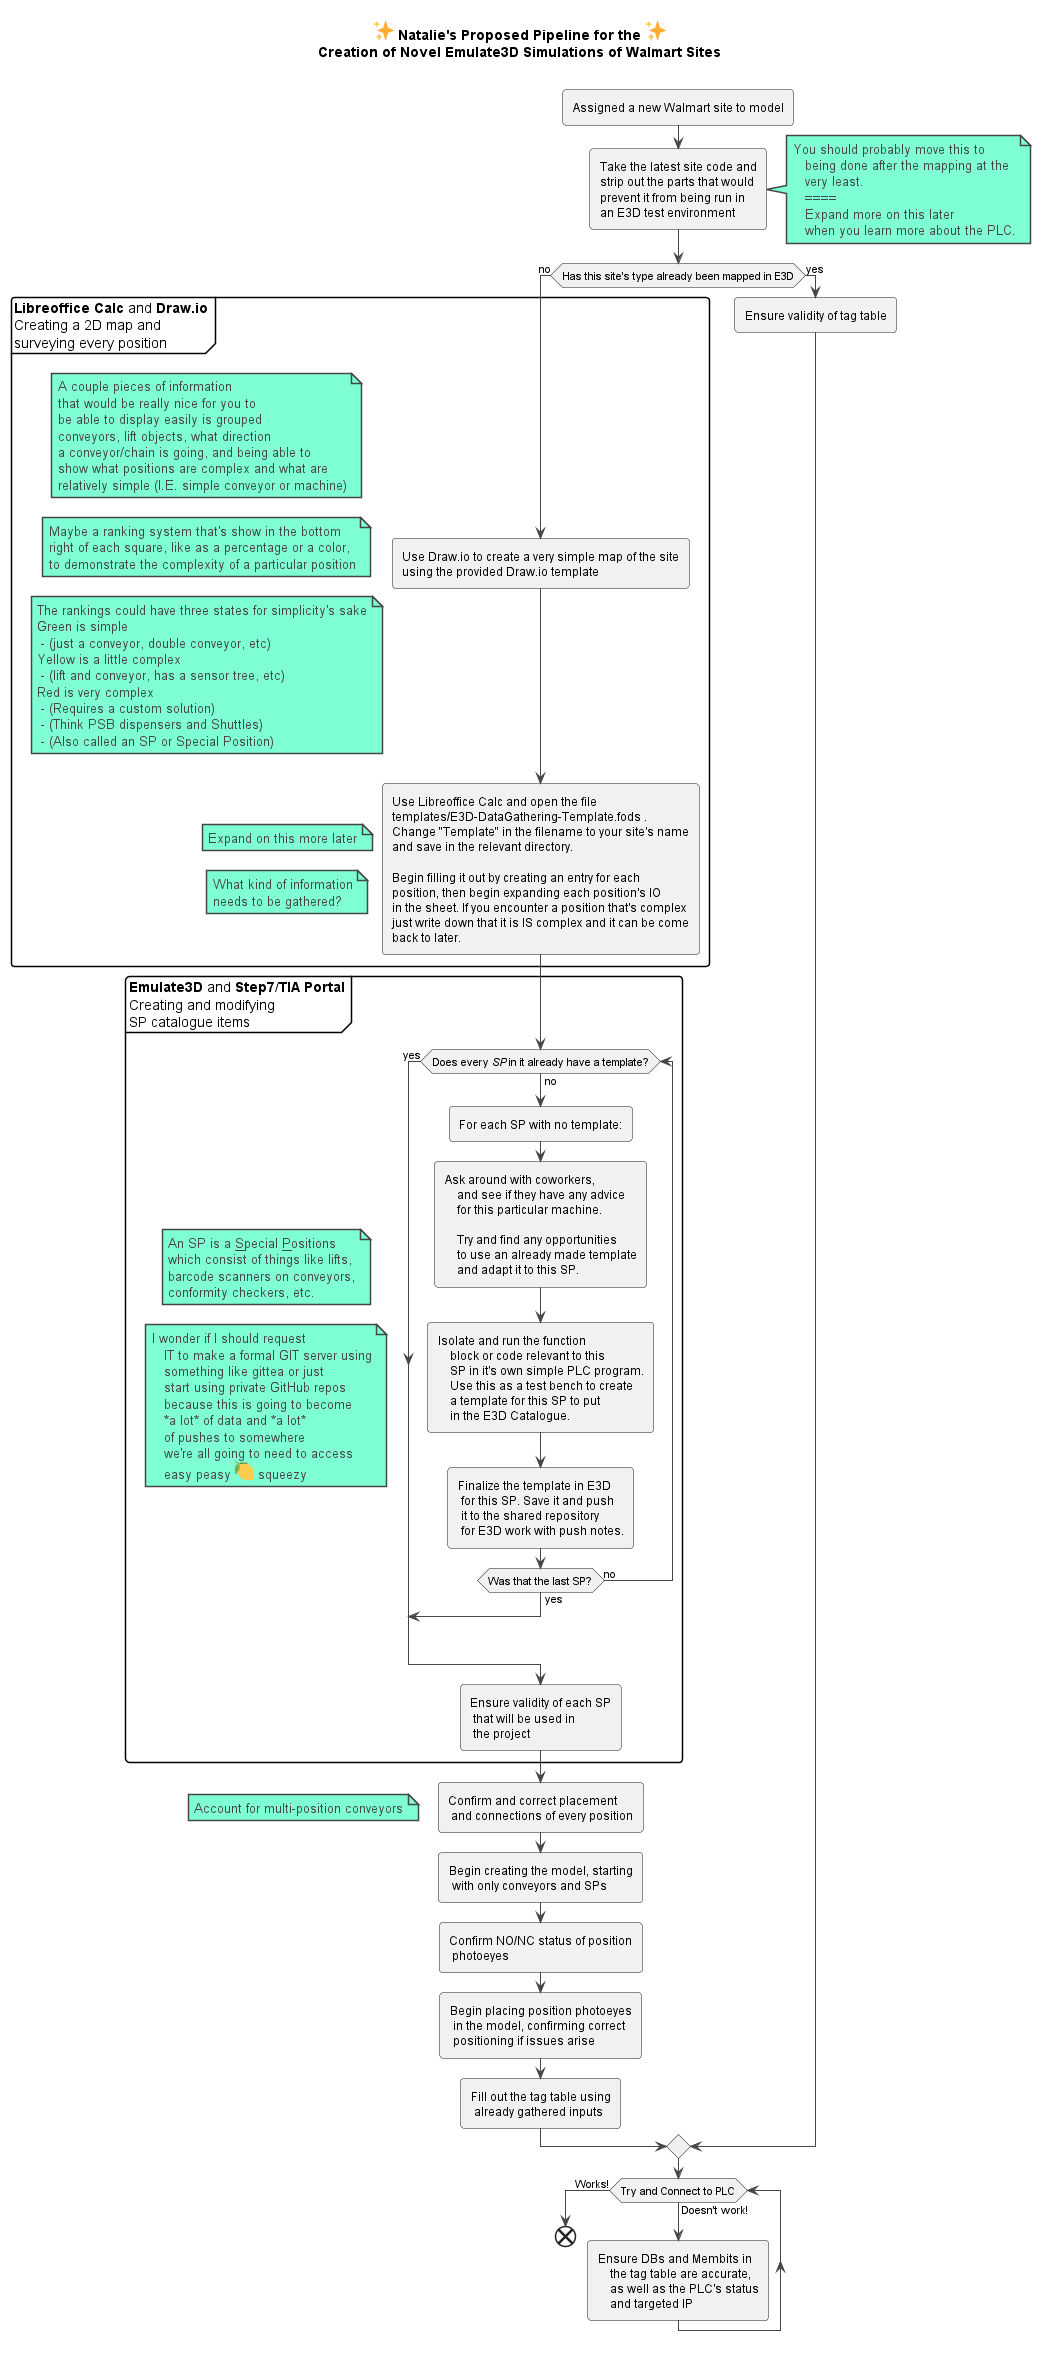 ✨ Natalie's Proposed Pipeline for the ✨
Creation of Novel Emulate3D Simulations of Walmart Sites
Assigned a new Walmart site to model
Take the latest site code and
strip out the parts that would
prevent it from being run in
an E3D test environment
You should probably move this to
being done after the mapping at the
very least.
====
Expand more on this later
when you learn more about the PLC.
Has this site's type already been mapped in E3D
no
yes
Ensure validity of tag table
Libreoffice Calc and Draw.io
Creating a 2D map and
surveying every position
A couple pieces of information
that would be really nice for you to
be able to display easily is grouped
conveyors, lift objects, what direction
a conveyor/chain is going, and being able to
show what positions are complex and what are
relatively simple (I.E. simple conveyor or machine)
Maybe a ranking system that's show in the bottom
right of each square, like as a percentage or a color,
to demonstrate the complexity of a particular position
The rankings could have three states for simplicity's sake
Green is simple
- (just a conveyor, double conveyor, etc)
Yellow is a little complex
- (lift and conveyor, has a sensor tree, etc)
Red is very complex
- (Requires a custom solution)
- (Think PSB dispensers and Shuttles)
- (Also called an SP or Special Position)
Use Draw.io to create a very simple map of the site
using the provided Draw.io template
Expand on this more later
What kind of information
needs to be gathered?
Use Libreoffice Calc and open the file
templates/E3D-DataGathering-Template.fods .
Change "Template" in the filename to your site's name
and save in the relevant directory.
Begin filling it out by creating an entry for each
position, then begin expanding each position's IO
in the sheet. If you encounter a position that's complex
just write down that it is IS complex and it can be come
back to later.
Emulate3D and Step7/TIA Portal
Creating and modifying
SP catalogue items
Does every SP in it already have a template?
yes
no
For each SP with no template:
Ask around with coworkers,
and see if they have any advice
for this particular machine.
Try and find any opportunities
to use an already made template
and adapt it to this SP.
An SP is a Special Positions
which consist of things like lifts,
barcode scanners on conveyors,
conformity checkers, etc.
I wonder if I should request
IT to make a formal GIT server using
something like gittea or just
start using private GitHub repos
because this is going to become
*a lot* of data and *a lot*
of pushes to somewhere
we're all going to need to access
easy peasy 🍋 squeezy
Isolate and run the function
block or code relevant to this
SP in it's own simple PLC program.
Use this as a test bench to create
a template for this SP to put
in the E3D Catalogue.
Finalize the template in E3D
for this SP. Save it and push
it to the shared repository
for E3D work with push notes.
Was that the last SP?
no
yes
Ensure validity of each SP
that will be used in
the project
Account for multi-position conveyors
Confirm and correct placement
and connections of every position
Begin creating the model, starting
with only conveyors and SPs
Confirm NO/NC status of position
photoeyes
Begin placing position photoeyes
in the model, confirming correct
positioning if issues arise
Fill out the tag table using
already gathered inputs
Try and Connect to PLC
Works!
Doesn't work!
Ensure DBs and Membits in
the tag table are accurate,
as well as the PLC's status
and targeted IP